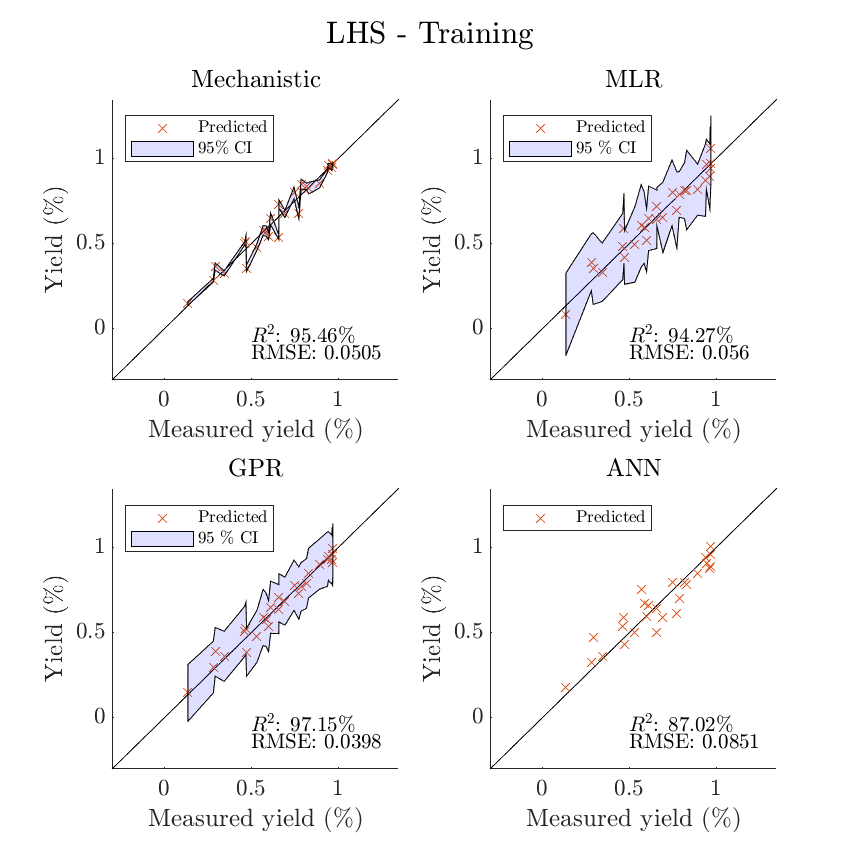 LHS - Training
Mechanistic
Predicted
95% CI
1
0.5
0
Yield (%)
R²: 95.46%
RMSE: 0.0505
0 0.5 1
Measured yield (%)
MLR
Predicted
95 % CI
1
0.5
0
Yield (%)
R²: 94.27%
RMSE: 0.056
0 0.5 1
Measured yield (%)
GPR
Predicted
95 % CI
1
0.5
0
Yield (%)
R²: 97.15%
RMSE: 0.0398
0 0.5 1
Measured yield (%)
ANN
Predicted
1
0.5
0
Yield (%)
R²: 87.02%
RMSE: 0.0851
0 0.5 1
Measured yield (%)